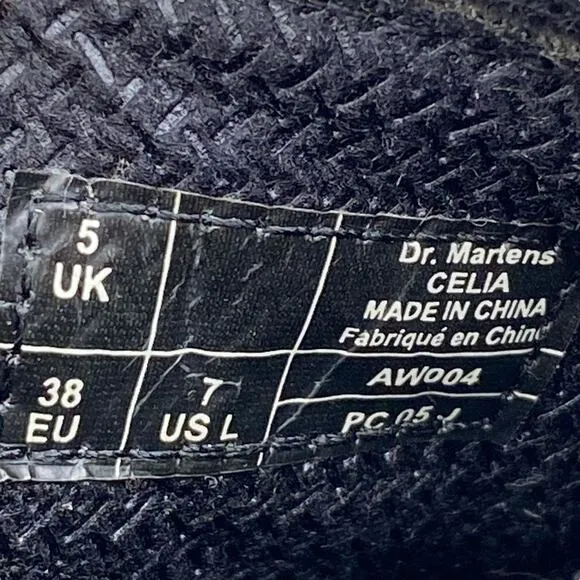 5
UK
38
EU
7
US L
Dr. Martens
CELIA
MADE IN CHINA
Fabriqué en Chine
AW004
PC 05